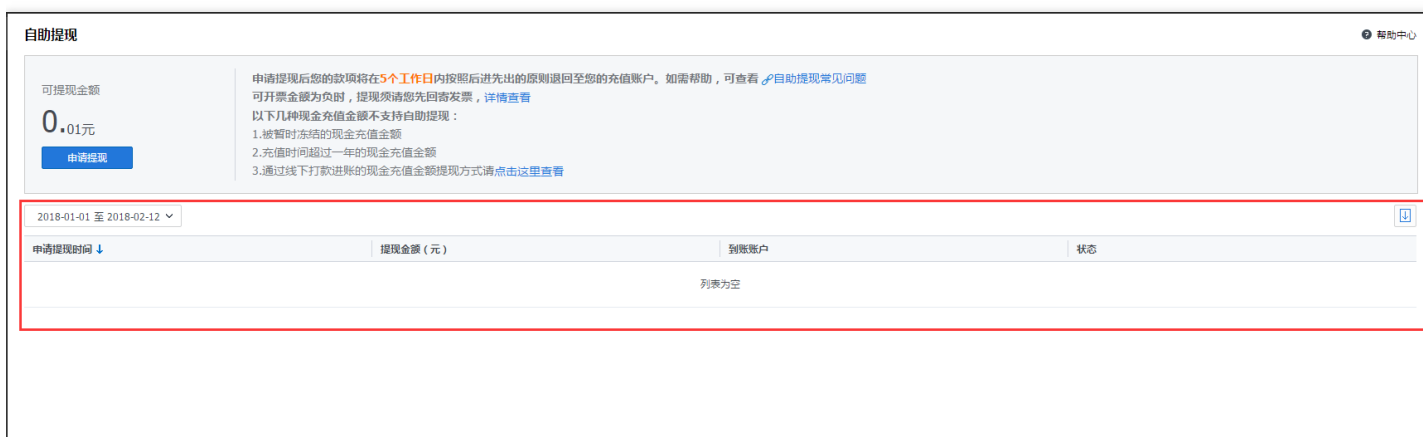 自助提现
帮助中心
可提现金额
0.01元
申请提现
申请提现后您的款项将在5个工作日内按照后进先出的原则退回至您的充值账户。如需帮助，可查看 自助提现常见问题
可开票金额为负时，提现须请您先回寄发票，详情查看
以下几种现金充值金额不支持自助提现：
1.被暂时冻结的现金充值金额
2.充值时间超过一年的现金充值金额
3.通过线下打款进账的现金充值金额提现方式请点击这里查看
2018-01-01 至 2018-02-12
申请提现时间 提现金额（元） 到账账户 状态
列表为空